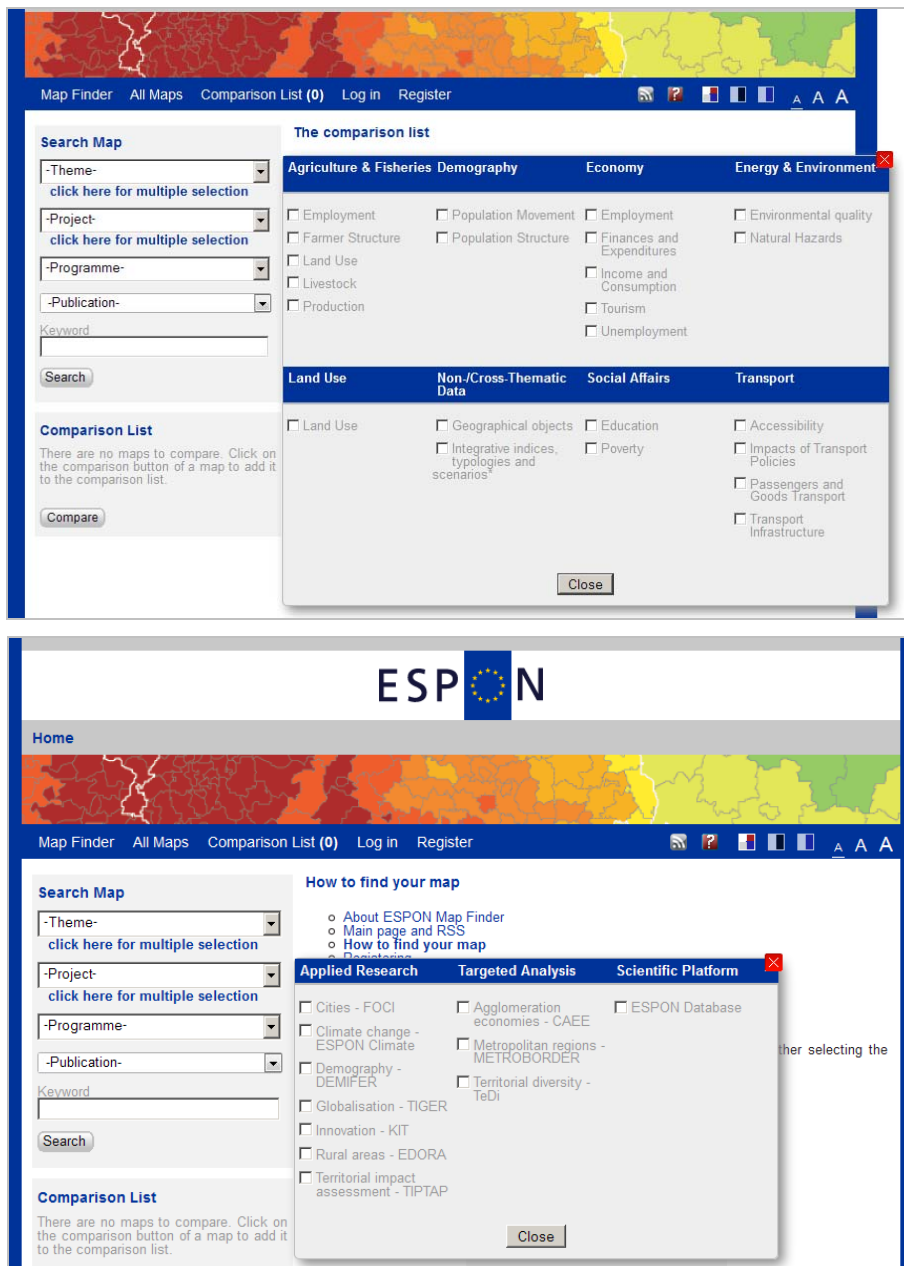 Map Finder All Maps Comparison List (0) Log in Register A A A
Search Map
-Theme-
click here for multiple selection
-Project-
click here for multiple selection
-Programme-
-Publication-
Keyword
Search
Comparison List
There are no maps to compare. Click on
the comparison button of a map to add it
to the comparison list.
Compare
The comparison list
Agriculture & Fisheries Demography Economy Energy & Environment
Employment
Farmer Structure
Land Use
Livestock
Production
Population Movement
Population Structure
Employment
Finances and
Expenditures
Income and
Consumption
Tourism
Unemployment
Environmental quality
Natural Hazards
Land Use Non-/Cross-Thematic
Data Social Affairs Transport
Land Use
Geographical objects
Integrative indices,
typologies and
scenarios"
Education
Poverty
Accessibility
Impacts of Transport
Policies
Passengers and
Goods Transport
Transport
Infrastructure
Close
ESPON
Home
Map Finder All Maps Comparison List (0) Log in Register A A A
Search Map
-Theme-
click here for multiple selection
-Project-
click here for multiple selection
-Programme-
-Publication-
Keyword
Search
Comparison List
There are no maps to compare. Click on
the comparison button of a map to add it
to the comparison list.
How to find your map
About ESPON Map Finder
Main page and RSS
How to find your map
Registering
Applied Research Targeted Analysis Scientific Platform
Cities - FOCI
Climate change -
ESPON Climate
Demography -
DEMIFER
Globalisation - TIGER
Innovation - KIT
Rural areas - EDORA
Territorial impact
assessment - TIPTAP
Agglomeration
economies - CAEE
Metropolitan regions -
METROBORDER
Territorial diversity -
TeDi
ESPON Database
Close
ther selecting the